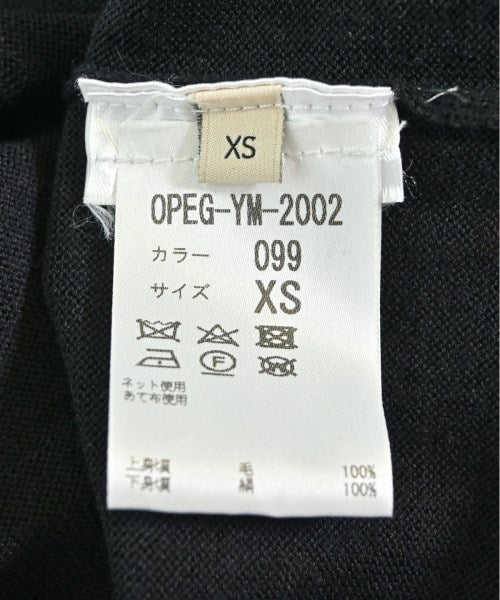 XS
OPEG-YM-2002
カラー 099
サイズ XS
ネット使用
あて布使用
上身頃 毛 100%
下身頃 絹 100%